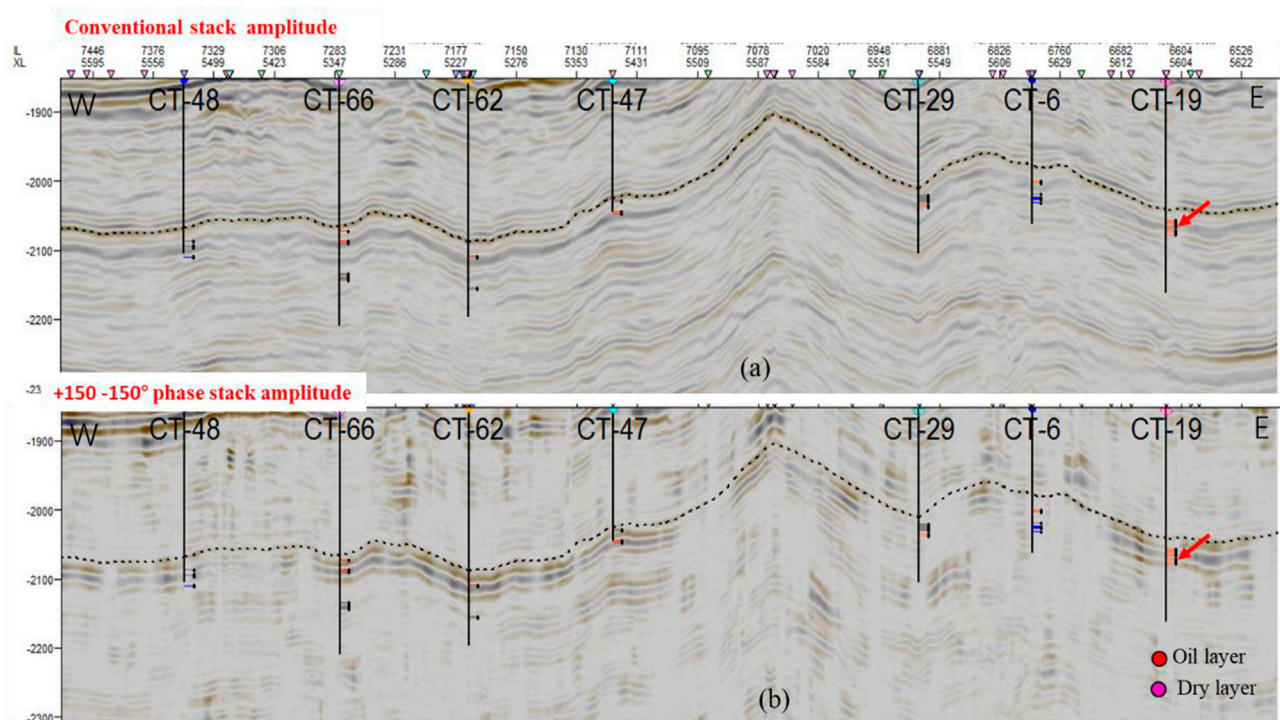 Conventional stack amplitude
IL 7446 7376 7329 7306 7283 7231 7177 7150 7130 7111 7095 7078 7020 6948 6881 6826 6760 6682 6604 6526
XL 5595 5556 5499 5423 5347 5286 5227 5276 5353 5431 5509 5587 5584 5551 5549 5606 5629 5612 5604 5622
W CT-48 CT-66 CT-62 CT-47 CT-29 CT-6 CT-19 E
-1900
-2000
-2100
-2200
(a)
-23
+150 -150° phase stack amplitude
W CT-48 CT-66 CT-62 CT-47 CT-29 CT-6 CT-19 E
-1900
-2000
-2100
-2200
Oil layer
Dry layer
(b)
-2300